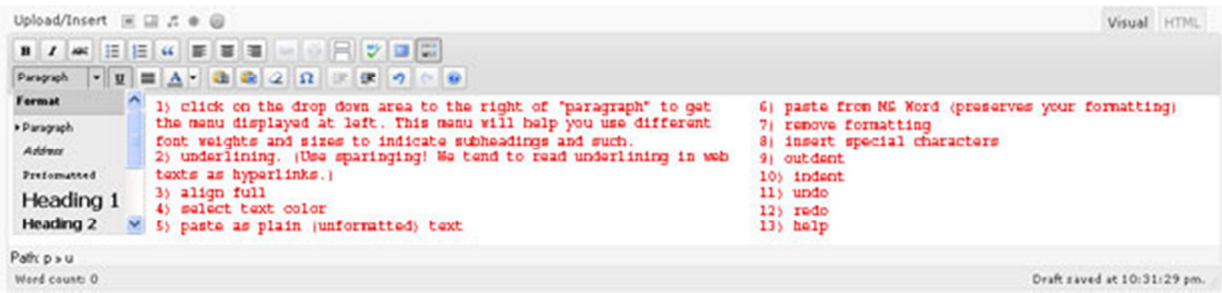 Upload/Insert
Visual HTML
B I ABC
Paragraph U A Ω
Format
Paragraph
Address
Preformatted
Heading 1
Heading 2
1) click on the drop down area to the right of "paragraph" to get
the menu displayed at left. This menu will help you use different
font weights and sizes to indicate subheadings and such.
2) underlining. (Use sparinging! We tend to read underlining in web
texts as hyperlinks.)
3) align full
4) select text color
5) paste as plain (unformatted) text
6) paste from MS Word (preserves your formatting)
7) remove formatting
8) insert special characters
9) outdent
10) indent
11) undo
12) redo
13) help
Path: p » u
Word count: 0
Draft saved at 10:31:29 pm.